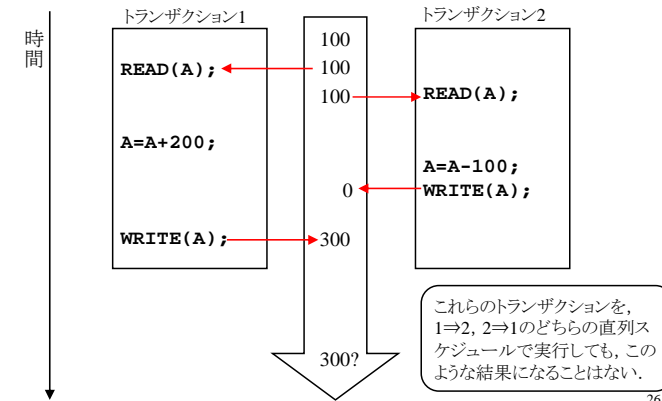 トランザクション1
トランザクション2
時間
100
READ(A);
100
100
READ(A);
A=A+200;
A=A-100;
0
WRITE(A);
WRITE(A);
300
これらのトランザクションを,
1⇒2, 2⇒1のどちらの直列ス
ケジュールで実行しても, この
ような結果になることはない.
300?
26